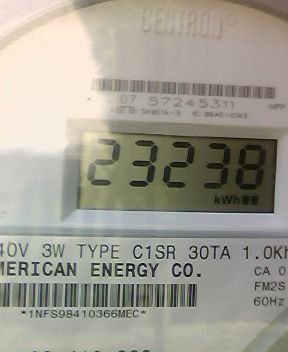 CENTRON®
07 57245311
23238
kWh
40V 3W TYPE C1SR 30TA 1.0Kh
MERICAN ENERGY CO.
CA 0
FM2S
60Hz
*1NFS98410366MEC*